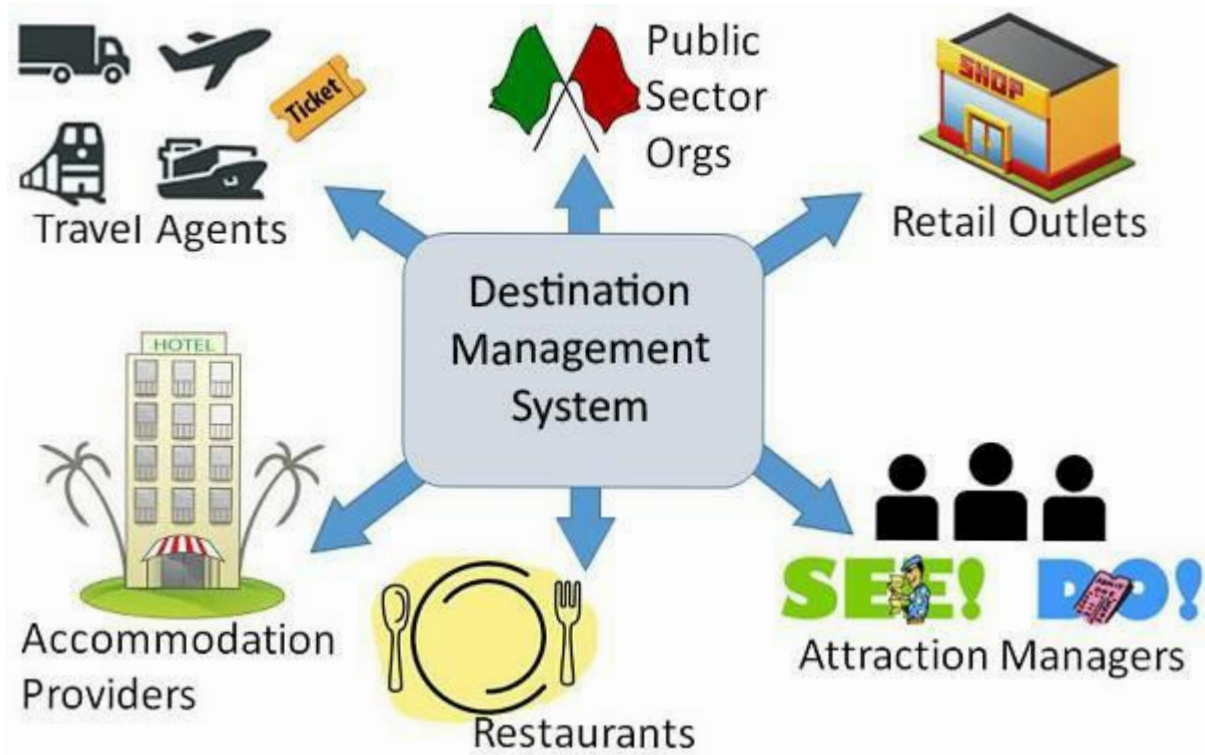 Ticket
Travel Agents
Public
Sector
Orgs
SHOP
Retail Outlets
Destination
Management
System
HOTEL
Accommodation
Providers
Restaurants
SEE!
DO!
Attraction Managers